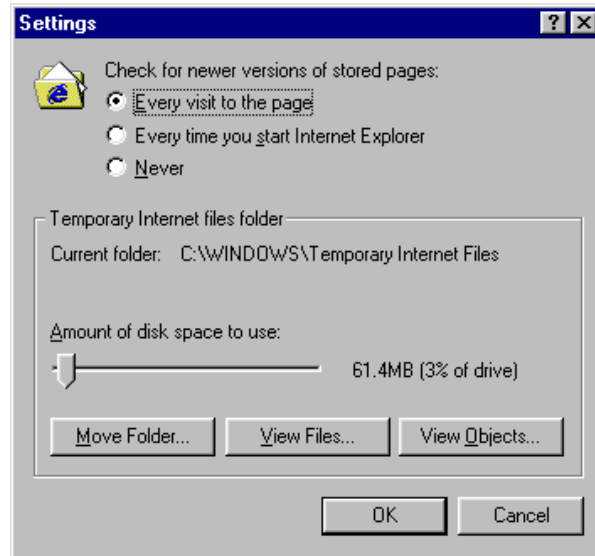 Settings
Check for newer versions of stored pages:
Every visit to the page
Every time you start Internet Explorer
Never
Temporary Internet files folder
Current folder: C:\WINDOWS\Temporary Internet Files
Amount of disk space to use:
61.4MB (3% of drive)
Move Folder... View Files... View Objects...
OK Cancel